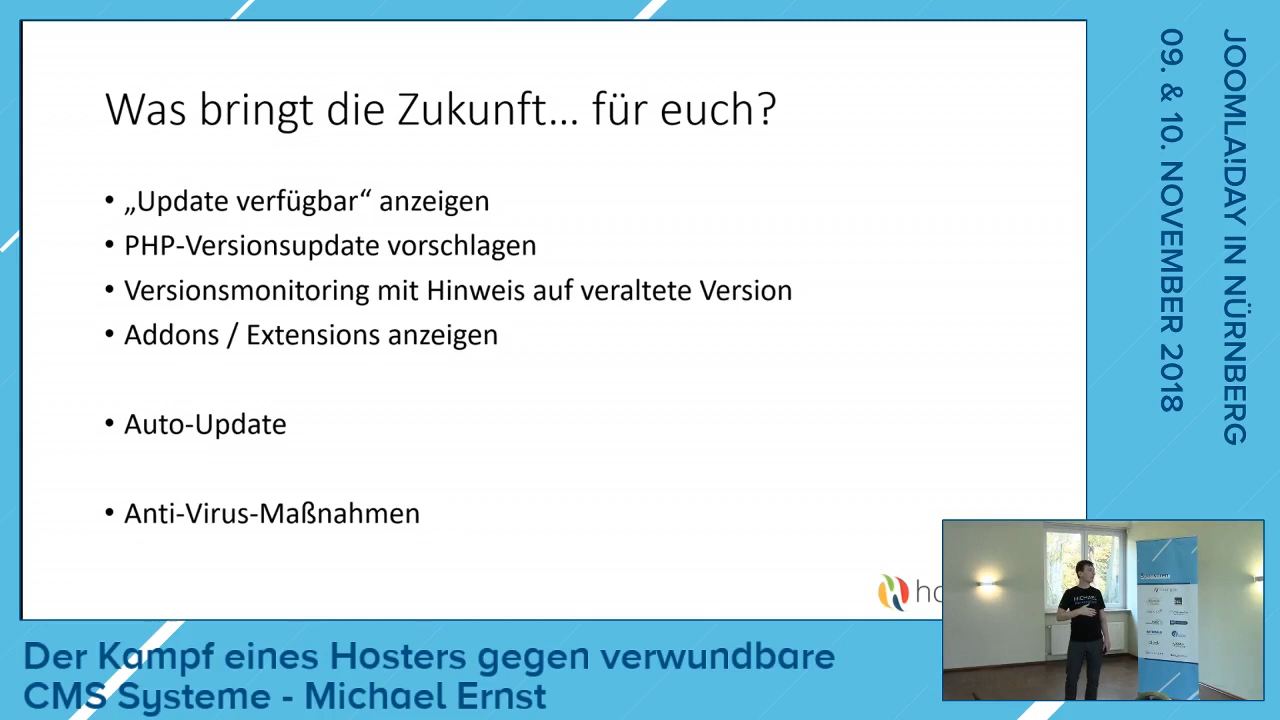 Was bringt die Zukunft... für euch?
• „Update verfügbar“ anzeigen
• PHP-Versionsupdate vorschlagen
• Versionsmonitoring mit Hinweis auf veraltete Version
• Addons / Extensions anzeigen
• Auto-Update
• Anti-Virus-Maßnahmen
JOOMLA!DAY IN NÜRNBERG
09. & 10. NOVEMBER 2018
MICHAEL
Der Kampf eines Hosters gegen verwundbare
CMS Systeme - Michael Ernst